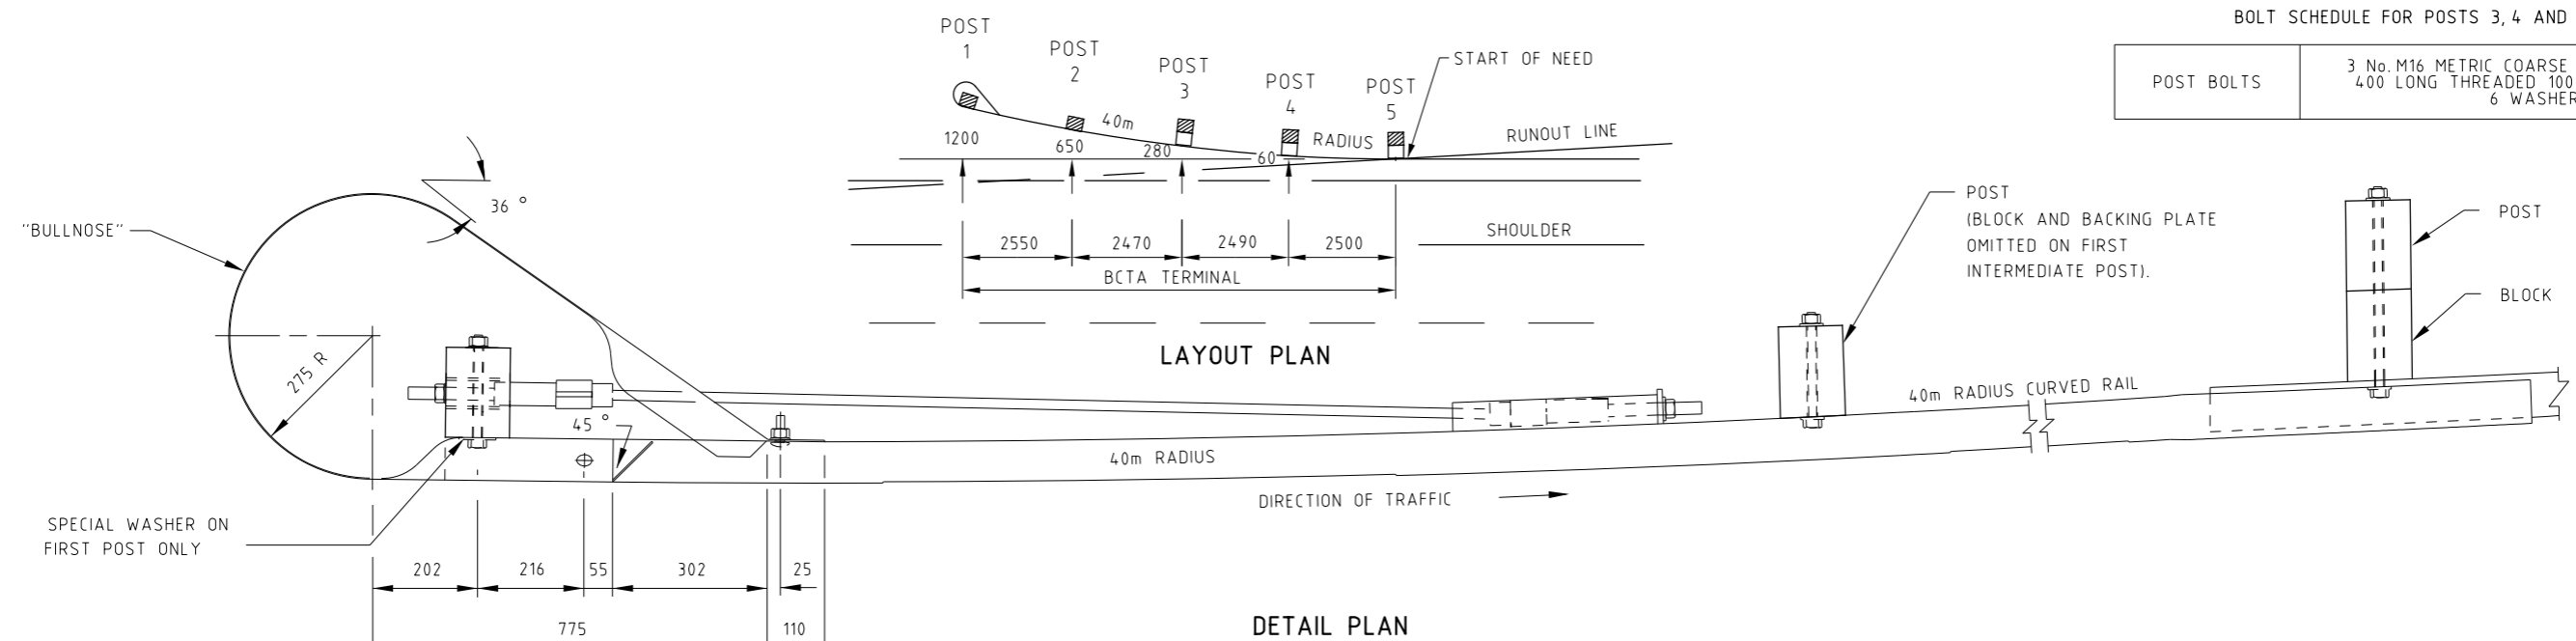 BOLT SCHEDULE FOR POSTS 3, 4 AND
POST BOLTS
3 No. M16 METRIC COARSE
400 LONG THREADED 100
6 WASHER
POST
1
POST
2
POST
3
POST
4
POST
5
START OF NEED
40m
RADIUS
RUNOUT LINE
1200
650
280
60
SHOULDER
2550
2470
2490
2500
BCTA TERMINAL
LAYOUT PLAN
"BULLNOSE"
36 °
275 R
45 °
POST
(BLOCK AND BACKING PLATE
OMITTED ON FIRST
INTERMEDIATE POST).
POST
BLOCK
40m RADIUS CURVED RAIL
40m RADIUS
DIRECTION OF TRAFFIC
SPECIAL WASHER ON
FIRST POST ONLY
202
216
55
302
25
775
110
DETAIL PLAN